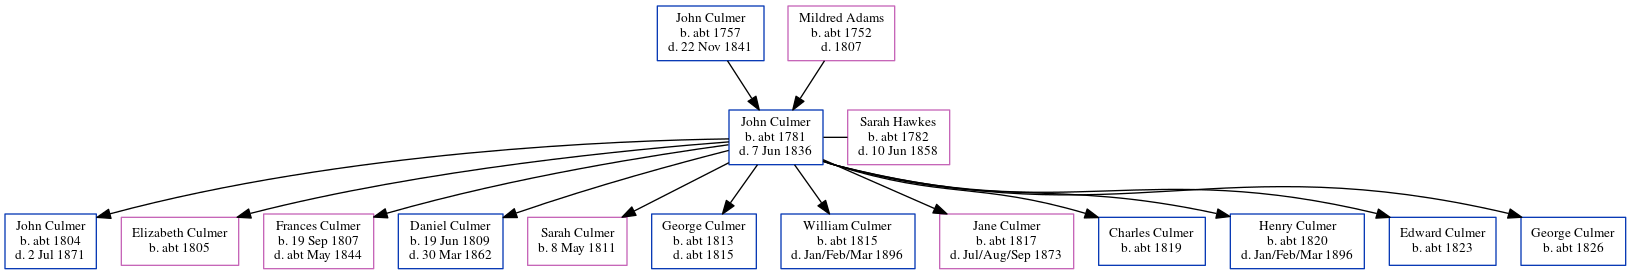 John Culmer
b. abt 1757
d. 22 Nov 1841
Mildred Adams
b. abt 1752
d. 1807
John Culmer
b. abt 1781
d. 7 Jun 1836
Sarah Hawkes
b. abt 1782
d. 10 Jun 1858
John Culmer
b. abt 1804
d. 2 Jul 1871
Elizabeth Culmer
b. abt 1805
Frances Culmer
b. 19 Sep 1807
d. abt May 1844
Daniel Culmer
b. 19 Jun 1809
d. 30 Mar 1862
Sarah Culmer
b. 8 May 1811
George Culmer
b. abt 1813
d. abt 1815
William Culmer
b. abt 1815
d. Jan/Feb/Mar 1896
Jane Culmer
b. abt 1817
d. Jul/Aug/Sep 1873
Charles Culmer
b. abt 1819
Henry Culmer
b. abt 1820
d. Jan/Feb/Mar 1896
Edward Culmer
b. abt 1823
George Culmer
b. abt 1826